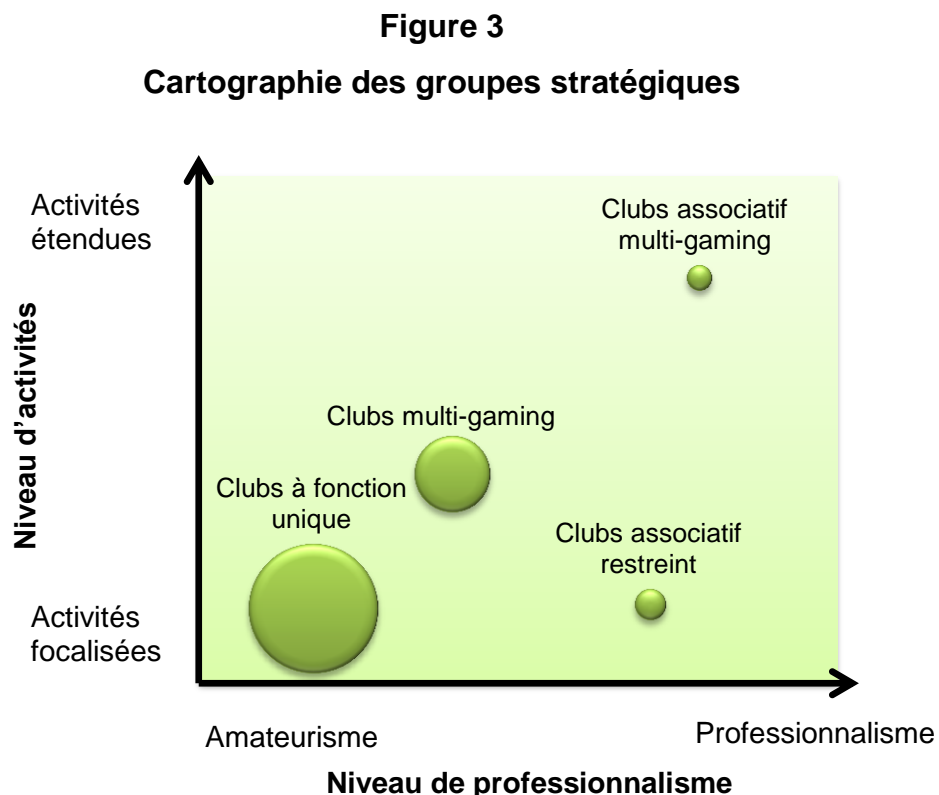 Figure 3
Cartographie des groupes stratégiques
Activités
étendues
Clubs associatif
multi-gaming
Niveau d’activités
Clubs multi-gaming
Clubs à fonction
unique
Clubs associatif
restreint
Activités
focalisées
Amateurisme
Professionnalisme
Niveau de professionnalisme